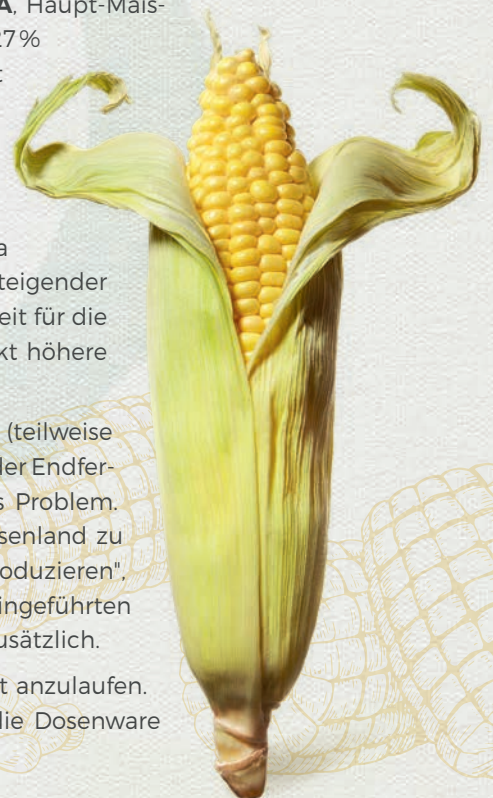 A, Haupt-Mais-
27%
t
a
teigender
eit für die
kt höhere
(teilweise
ler Endfer-
s Problem.
senland zu
oduzieren",
ingeführten
usätzlich.
t anzulaufen.
die Dosenware